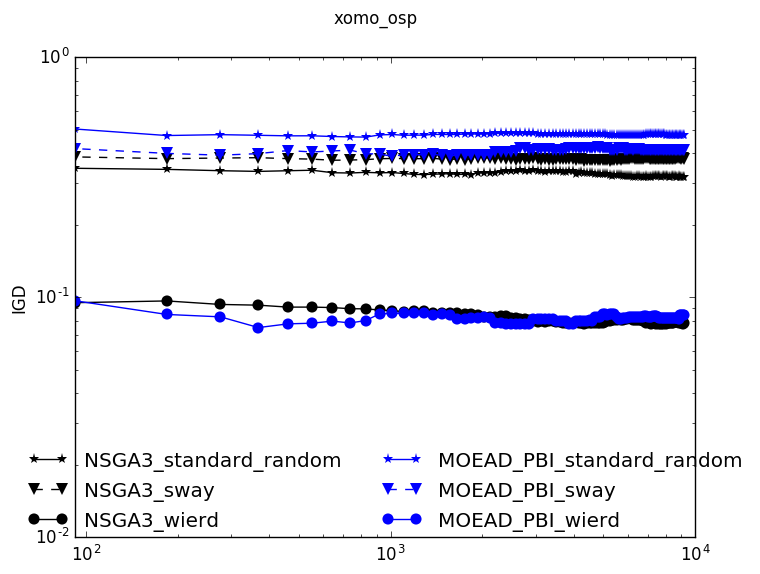 xomo_osp
10^0
10^-1
10^-2
IGD
NSGA3_standard_random
NSGA3_sway
NSGA3_wierd
MOEAD_PBI_standard_random
MOEAD_PBI_sway
MOEAD_PBI_wierd
10^2
10^3
10^4